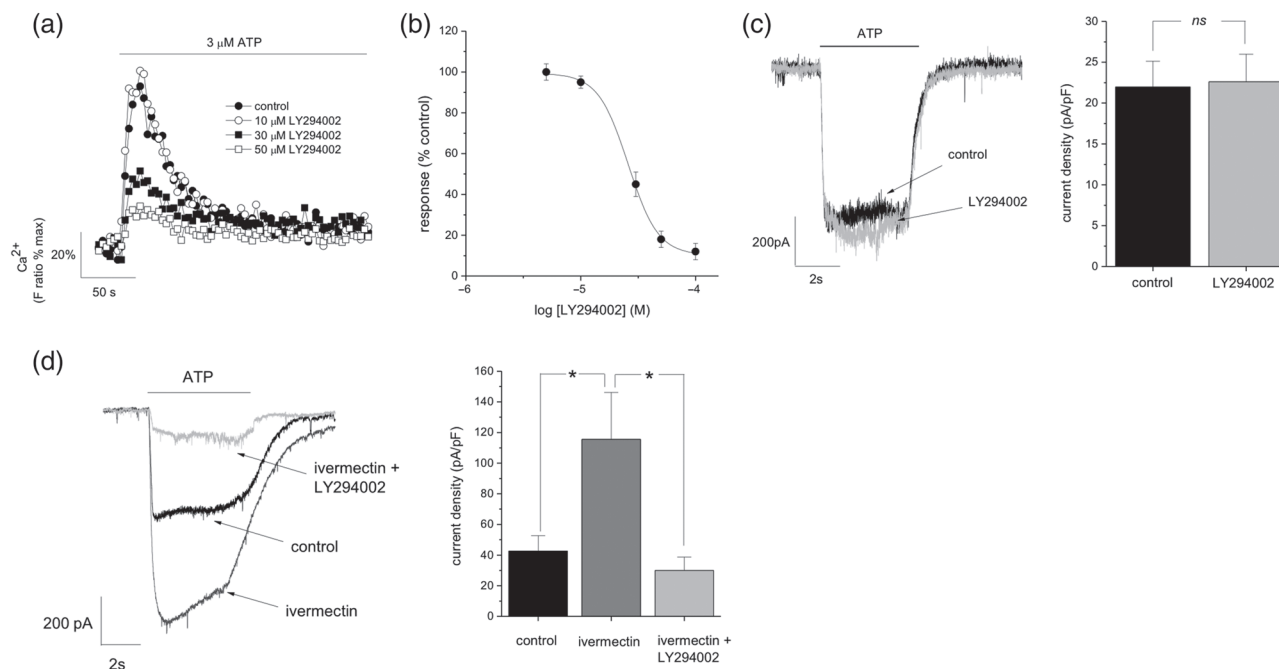 (a)
3 μM ATP
control
10 μM LY294002
30 μM LY294002
50 μM LY294002
Ca2+
(F ratio % max)
20%
50 s
(b)
response (% control)
120
100
80
60
40
20
0
−6
−5
−4
log [LY294002] (M)
(c)
ATP
control
LY294002
200pA
2s
current density (pA/pF)
30
25
20
15
10
5
0
ns
control
LY294002
(d)
ATP
ivermectin +
LY294002
control
ivermectin
200 pA
2s
current density (pA/pF)
160
140
120
100
80
60
40
20
0
*
*
control
ivermectin
ivermectin +
LY294002